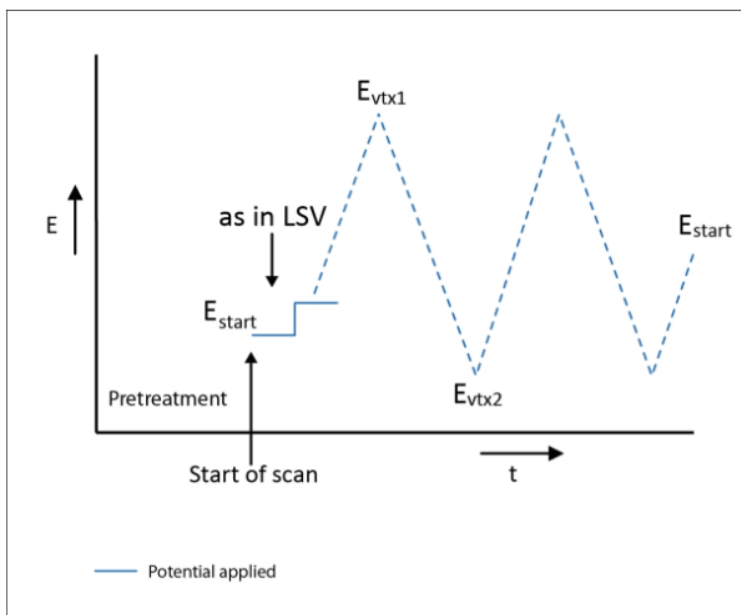 Evtx1
as in LSV
E
Estart
Estart
Pretreatment
Evtx2
Start of scan
t
Potential applied